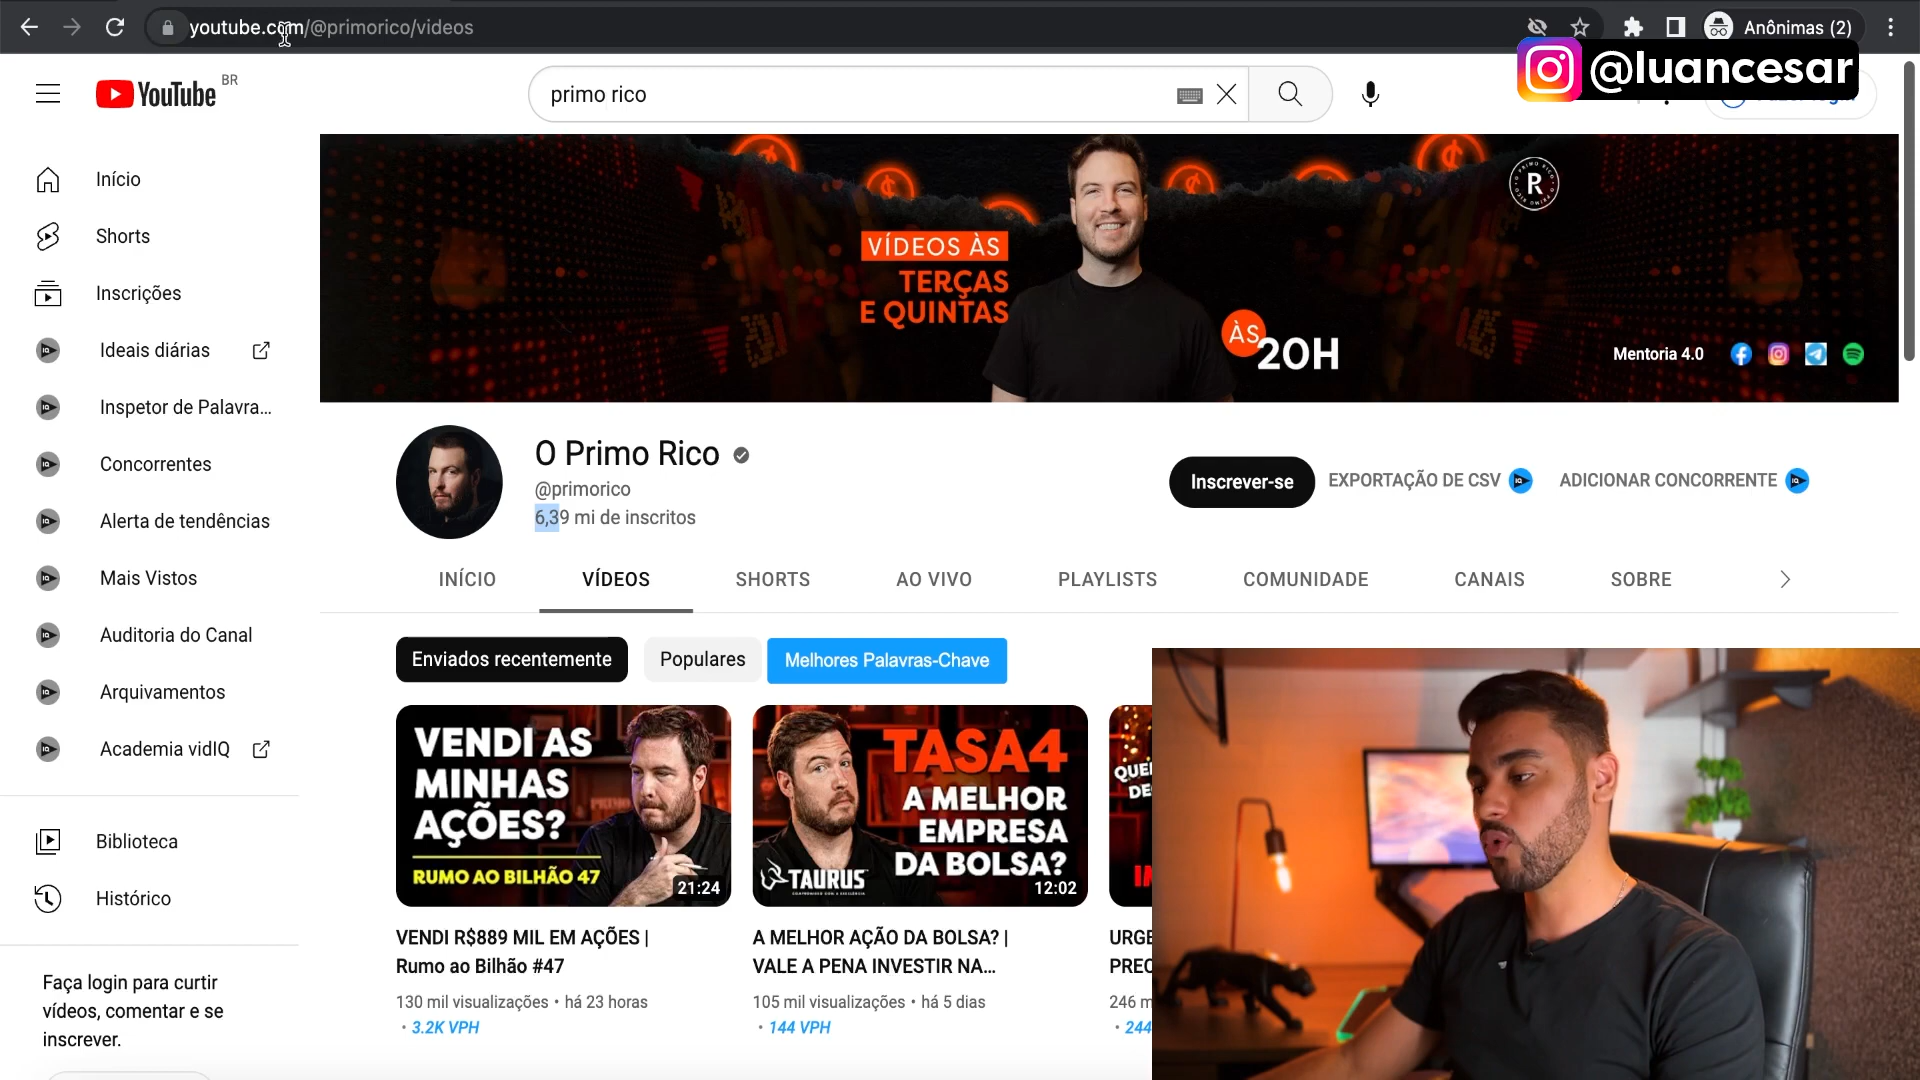 youtube.com/@primorico/videos
Anônimas (2)
@luancesar
YouTube BR
primo rico
Início
Shorts
Inscrições
Ideais diárias
Inspetor de Palavra...
Concorrentes
Alerta de tendências
Mais Vistos
Auditoria do Canal
Arquivamentos
Academia vidIQ
Biblioteca
Histórico
Faça login para curtir
vídeos, comentar e se
inscrever.
VÍDEOS ÀS
TERÇAS
E QUINTAS
ÀS
20H
R
Mentoria 4.0
O Primo Rico
@primorico
6,39 mi de inscritos
Inscrever-se
EXPORTAÇÃO DE CSV
ADICIONAR CONCORRENTE
INÍCIO VÍDEOS SHORTS AO VIVO PLAYLISTS COMUNIDADE CANAIS SOBRE
Enviados recentemente
Populares
Melhores Palavras-Chave
VENDI AS
MINHAS
AÇÕES?
RUMO AO BILHÃO 47
21:24
VENDI R$889 MIL EM AÇÕES |
Rumo ao Bilhão #47
130 mil visualizações • há 23 horas
• 3.2K VPH
TASA4
A MELHOR
EMPRESA
DA BOLSA?
TAURUS
12:02
A MELHOR AÇÃO DA BOLSA? |
VALE A PENA INVESTIR NA...
105 mil visualizações • há 5 dias
• 144 VPH
246
• 244